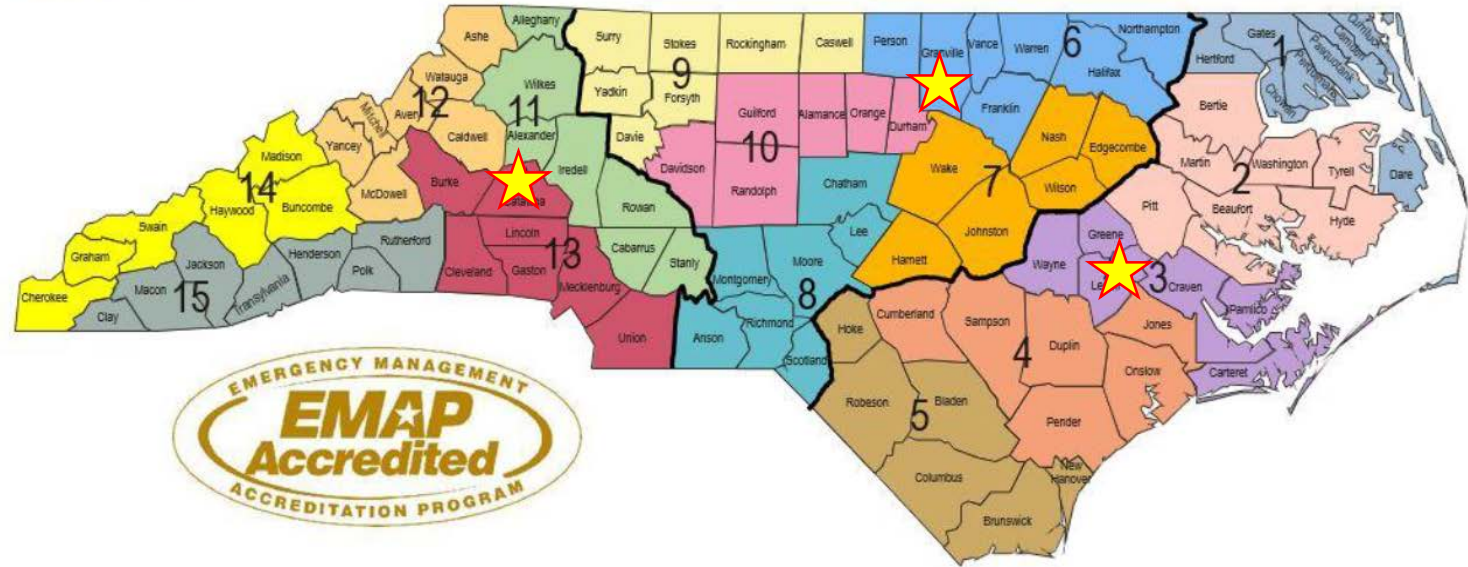 Alleghany
Ashe
Surry
Stokes
Rockingham
Caswell
Person
Granville
Vance
Warren
Northampton
6
Gates
Hertford
1
Camden
Pasquotank
Perquimans
Chowan
Halifax
Watauga
Wilkes
9
12
11
Yadkin
Forsyth
Franklin
Bertie
Mitchell
Avery
Caldwell
Alexander
Guilford
Alamance
Orange
Durham
Nash
Edgecombe
Yancey
Davie
10
Madison
Iredell
Davidson
Randolph
Wake
7
Martin
Washington
Tyrell
Dare
2
14
Burke
McDowell
Chatham
Wilson
Haywood
Buncombe
Rowan
Pitt
Beaufort
Hyde
Swain
Lincoln
Lee
Johnston
Greene
Graham
Jackson
Henderson
Rutherford
13
Cabarrus
Moore
Harnett
Wayne
3
Macon
15
Transylvania
Polk
Cleveland
Gaston
Mecklenburg
Stanly
Montgomery
8
Craven
Cherokee
Clay
Pamlico
Union
Anson
Richmond
Scotland
Hoke
Cumberland
Sampson
4
Duplin
Jones
Onslow
Carteret
Robeson
5
Bladen
Pender
Columbus
New
Hanover
Brunswick
EMERGENCY MANAGEMENT
EMAP
Accredited
ACCREDITATION PROGRAM